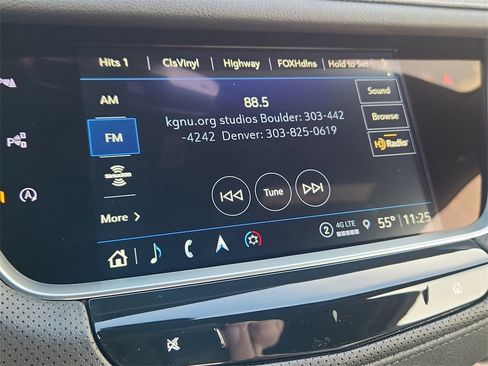 Hits 1 ClsVinyl Highway FOXHdlns Hold to Set
AM
88.5
Sound
kgnu.org studios Boulder: 303-442
-4242 Denver: 303-825-0619
Browse
FM
HD Radio
Tune
More >
2 4G LTE 55° 11:25